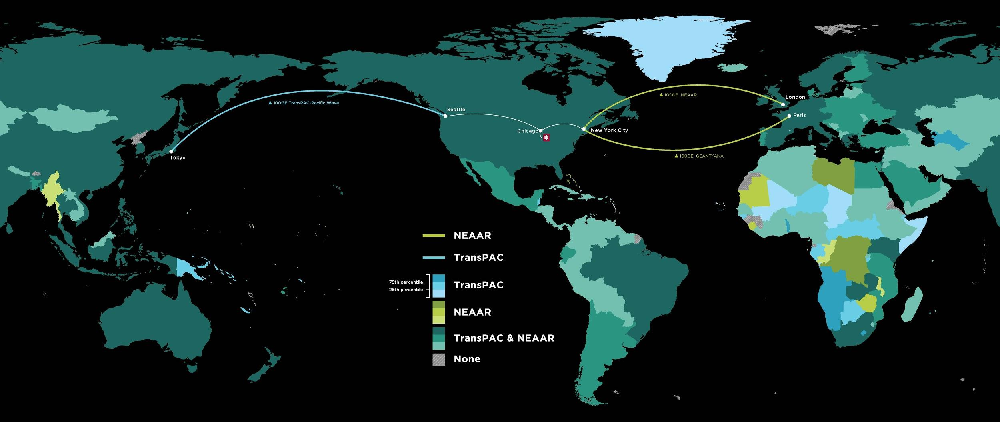 London
▲ 100GE NEAAR
▲ 100GE TransPAC-Pacific Wave
Seattle
Paris
Chicago
New York City
▲ 100GE GÉANT/ANA
Tokyo
NEAAR
TransPAC
75th percentile
25th percentile
TransPAC
NEAAR
TransPAC & NEAAR
None